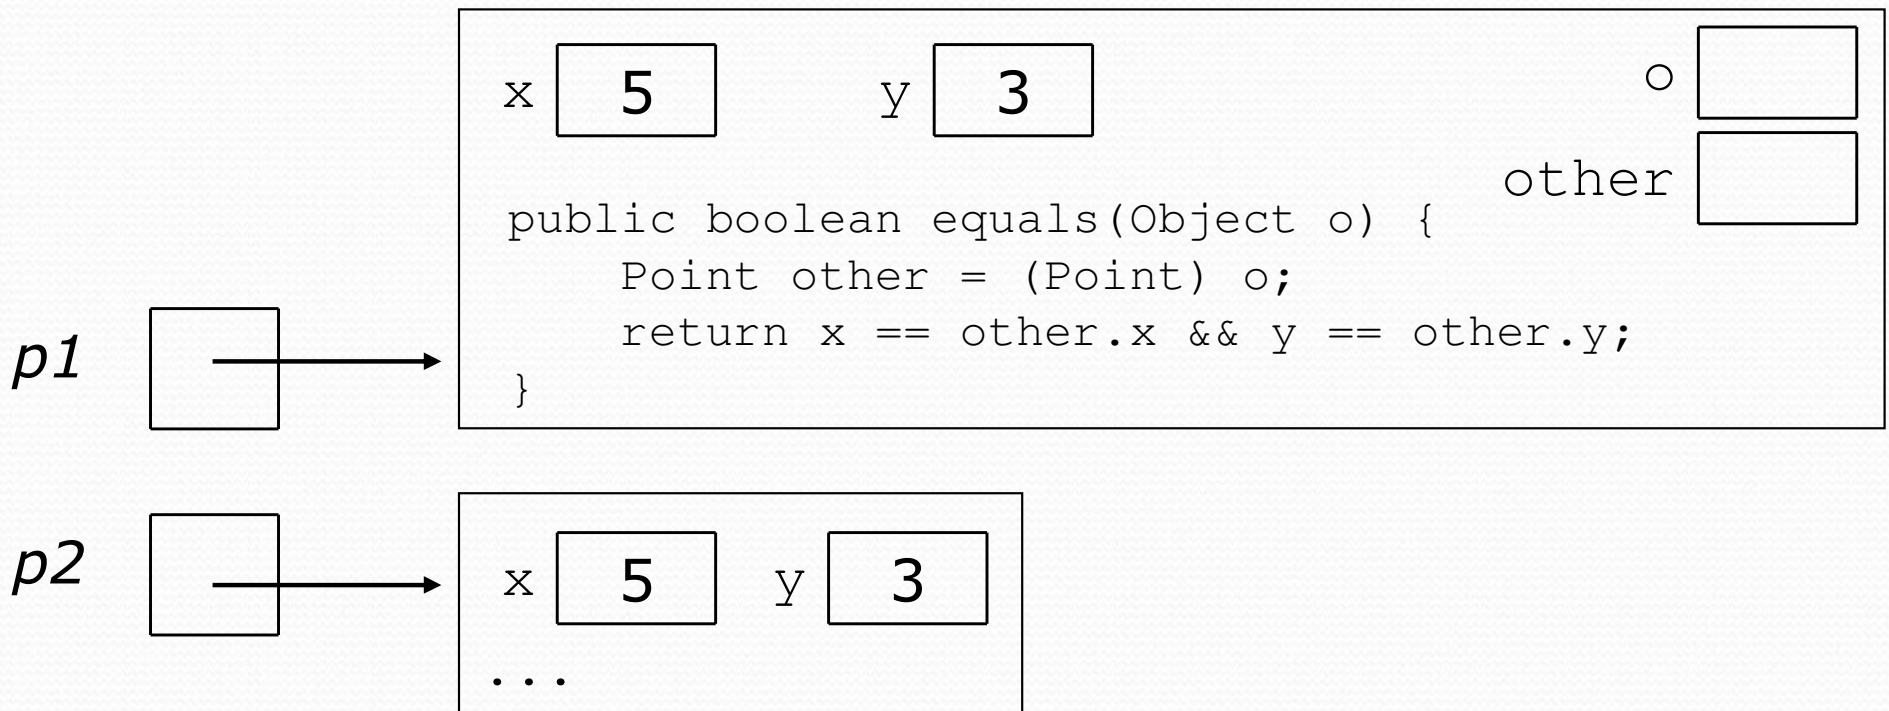 x 5 y 3 o
other
public boolean equals(Object o) {
    Point other = (Point) o;
    return x == other.x && y == other.y;
}
p1
p2
x 5 y 3
...